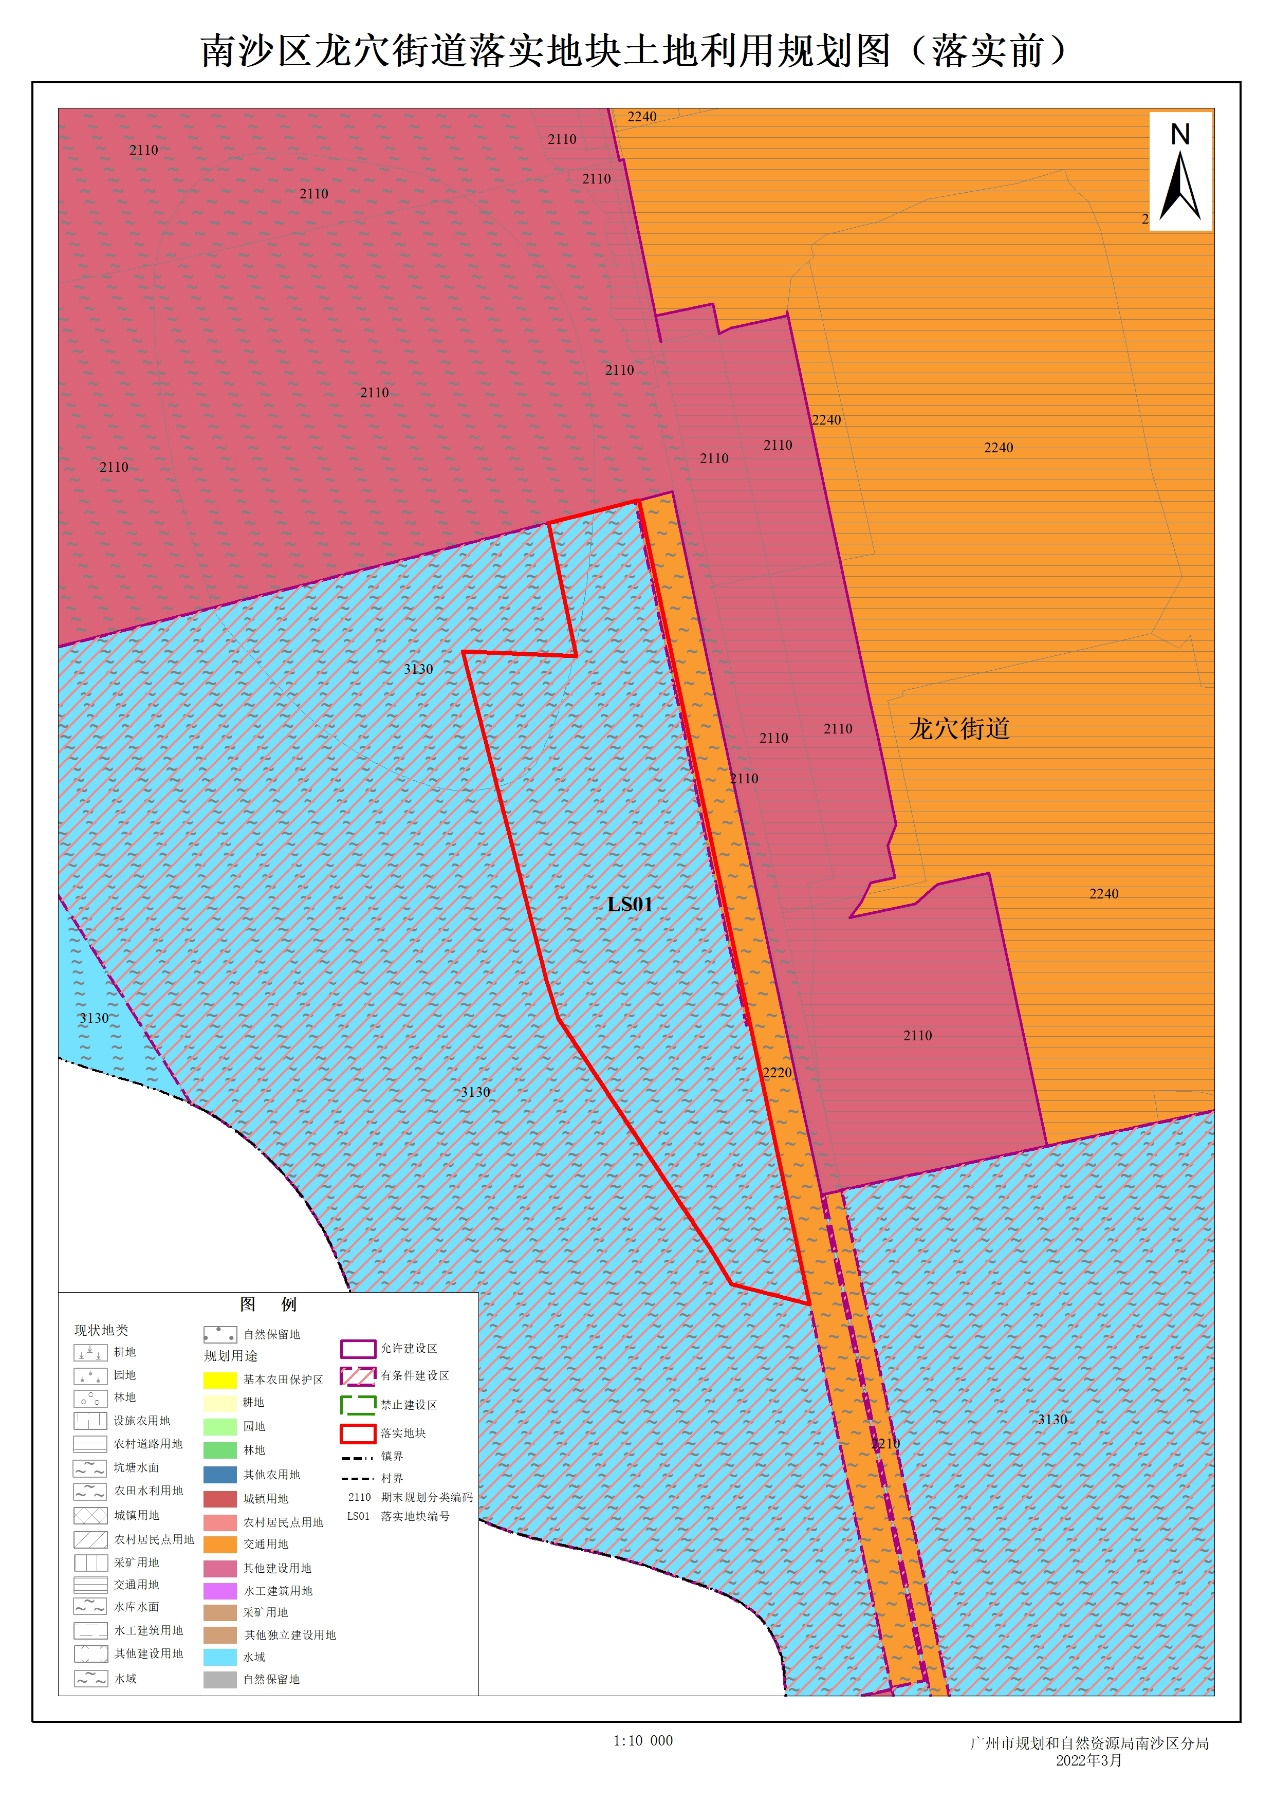 南沙区龙穴街道落实地块土地利用规划图（落实前）
2240
N
2110
2110
2110
2110
2110
2110
2240
2240
2110
2110
2110
2110
3130
龙穴街道
2110
2110
2110
2240
LS01
3130
2110
2220
3130
3130
2210
图 例
现状地类
耕地
园地
林地
设施农用地
农村道路用地
坑塘水面
农田水利用地
城镇用地
农村居民点用地
采矿用地
交通用地
水库水面
水工建筑用地
其他建设用地
水域
自然保留地
规划用途
基本农田保护区
耕地
园地
林地
其他农用地
城镇用地
农村居民点用地
交通用地
其他建设用地
水工建筑用地
采矿用地
其他独立建设用地
水域
自然保留地
允许建设区
有条件建设区
禁止建设区
落实地块
镇界
村界
2110 期末规划分类编码
LS01 落实地块编号
1:10 000
广州市规划和自然资源局南沙区分局
2022年3月